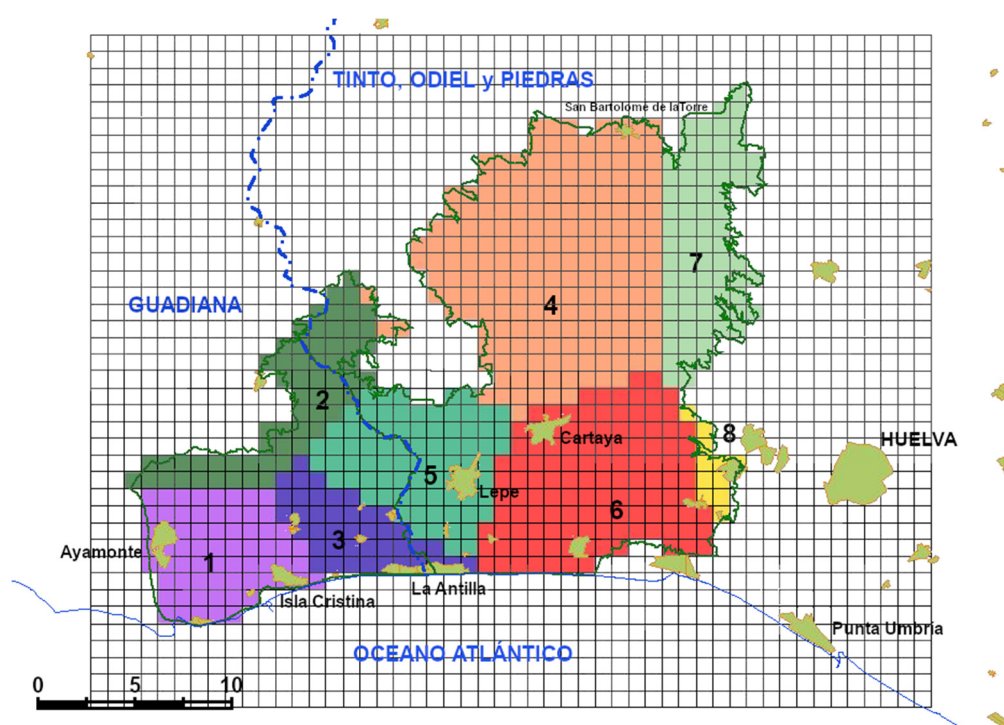 TINTO, ODIEL y PIEDRAS
San Bartolome de laTorre
7
4
GUADIANA
2
8
Cartaya
HUELVA
5
Lepe
6
3
Ayamonte
1
La Antilla
Isla Cristina
Punta Umbría
OCEANO ATLÁNTICO
0 5 10